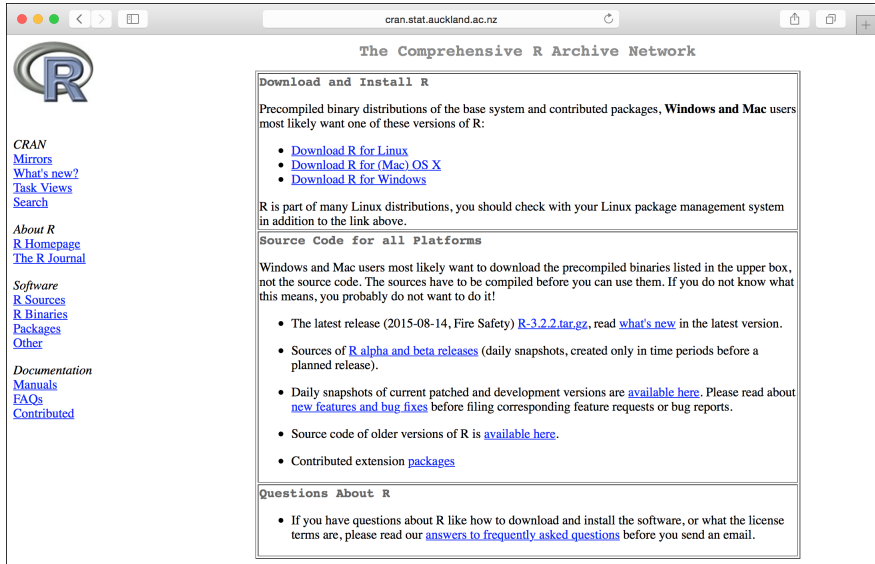 cran.stat.auckland.ac.nz
R
The Comprehensive R Archive Network
CRAN
Mirrors
What's new?
Task Views
Search
About R
R Homepage
The R Journal
Software
R Sources
R Binaries
Packages
Other
Documentation
Manuals
FAQs
Contributed
Download and Install R
Precompiled binary distributions of the base system and contributed packages, Windows and Mac users
most likely want one of these versions of R:
• Download R for Linux
• Download R for (Mac) OS X
• Download R for Windows
R is part of many Linux distributions, you should check with your Linux package management system
in addition to the link above.
Source Code for all Platforms
Windows and Mac users most likely want to download the precompiled binaries listed in the upper box,
not the source code. The sources have to be compiled before you can use them. If you do not know what
this means, you probably do not want to do it!
• The latest release (2015-08-14, Fire Safety) R-3.2.2.tar.gz, read what's new in the latest version.
• Sources of R alpha and beta releases (daily snapshots, created only in time periods before a
planned release).
• Daily snapshots of current patched and development versions are available here. Please read about
new features and bug fixes before filing corresponding feature requests or bug reports.
• Source code of older versions of R is available here.
• Contributed extension packages
Questions About R
• If you have questions about R like how to download and install the software, or what the license
terms are, please read our answers to frequently asked questions before you send an email.